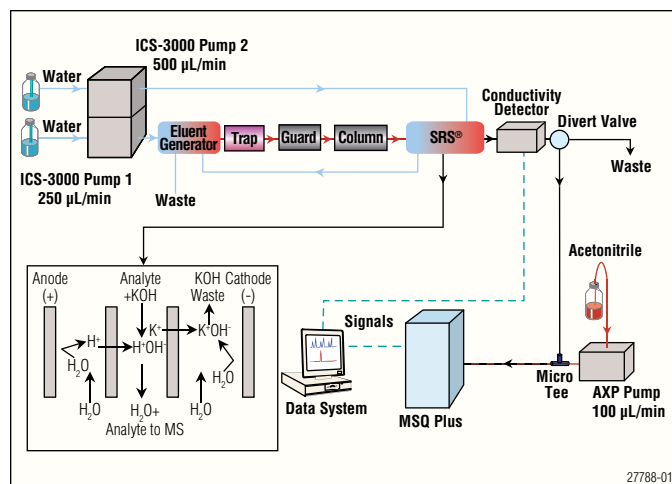 ICS-3000 Pump 2
500 µL/min
Water
Water
ICS-3000 Pump 1
250 µL/min
Eluent
Generator
Trap
Guard
Column
SRS®
Conductivity
Detector
Divert Valve
Waste
Waste
Acetonitrile
Anode
(+)
Analyte
+KOH
KOH
Waste
Cathode
(-)
H+
H+OH-
K+
K+OH-
H2O
H2O
H2O
H2O+
H2O
Analyte to MS
Signals
Data System
MSQ Plus
Micro
Tee
AXP Pump
100 µL/min
27788-01